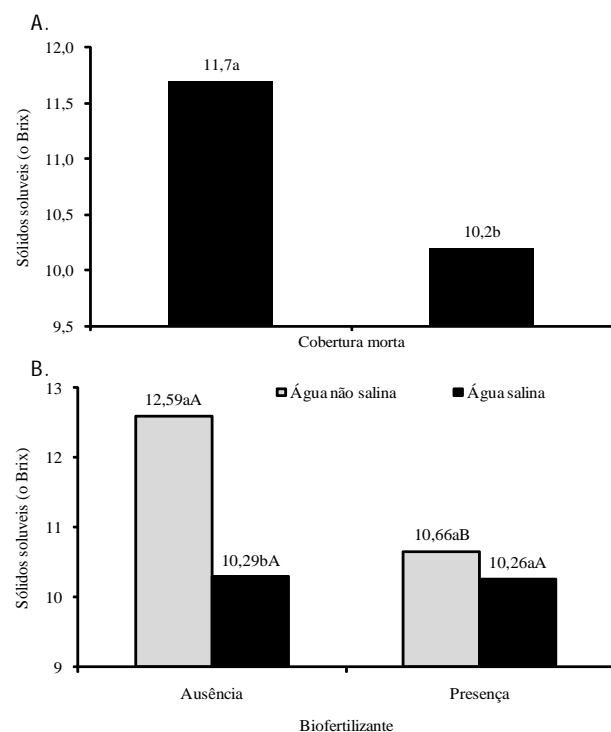 A.
12,0
11,5
11,0
10,5
10,0
9,5
Sólidos soluveis (o Brix)
11,7a
10,2b
Cobertura morta
B.
13
12
11
10
9
Sólidos soluveis (o Brix)
Água não salina
Água salina
12,59aA
10,29bA
10,66aB
10,26aA
Ausência
Presença
Biofertilizante